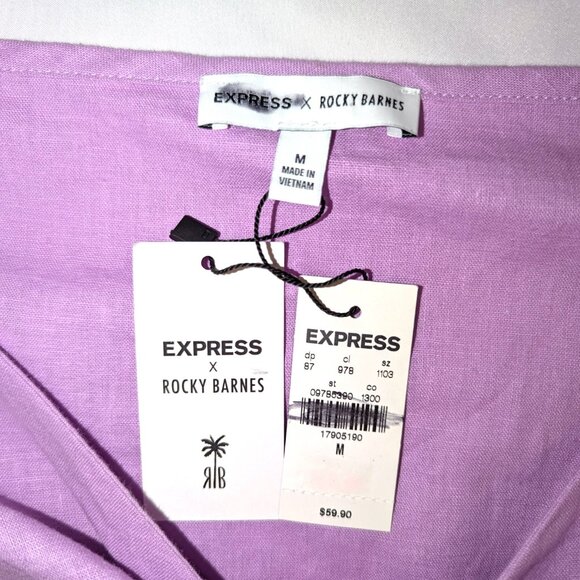 EXPRESS X ROCKY BARNES
M
MADE IN
VIETNAM
EXPRESS
X
ROCKY BARNES
RB
EXPRESS
dp cl sz
87 978 1103
st co
09785390 1300
17905190
M
$59.90